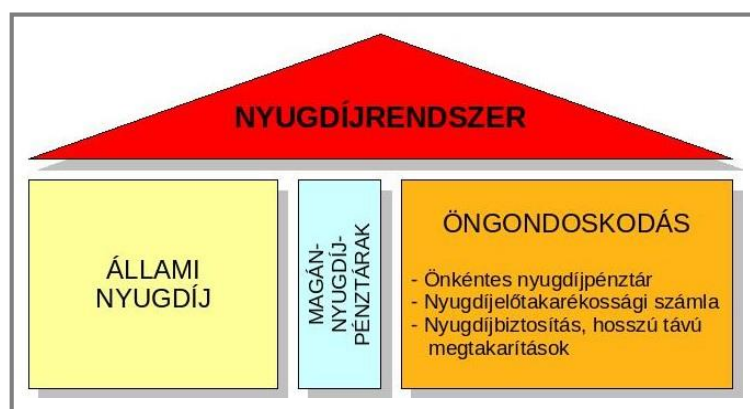 NYUGDÍJRENDSZER
ÁLLAMI
NYUGDÍJ
MAGÁN-
NYUGDÍJ-
PÉNZTÁRAK
ÖNGONDOSKODÁS
- Önkéntes nyugdíjpénztár
- Nyugdíjelőtakarékossági számla
- Nyugdíjbiztosítás, hosszú távú
megtakarítások